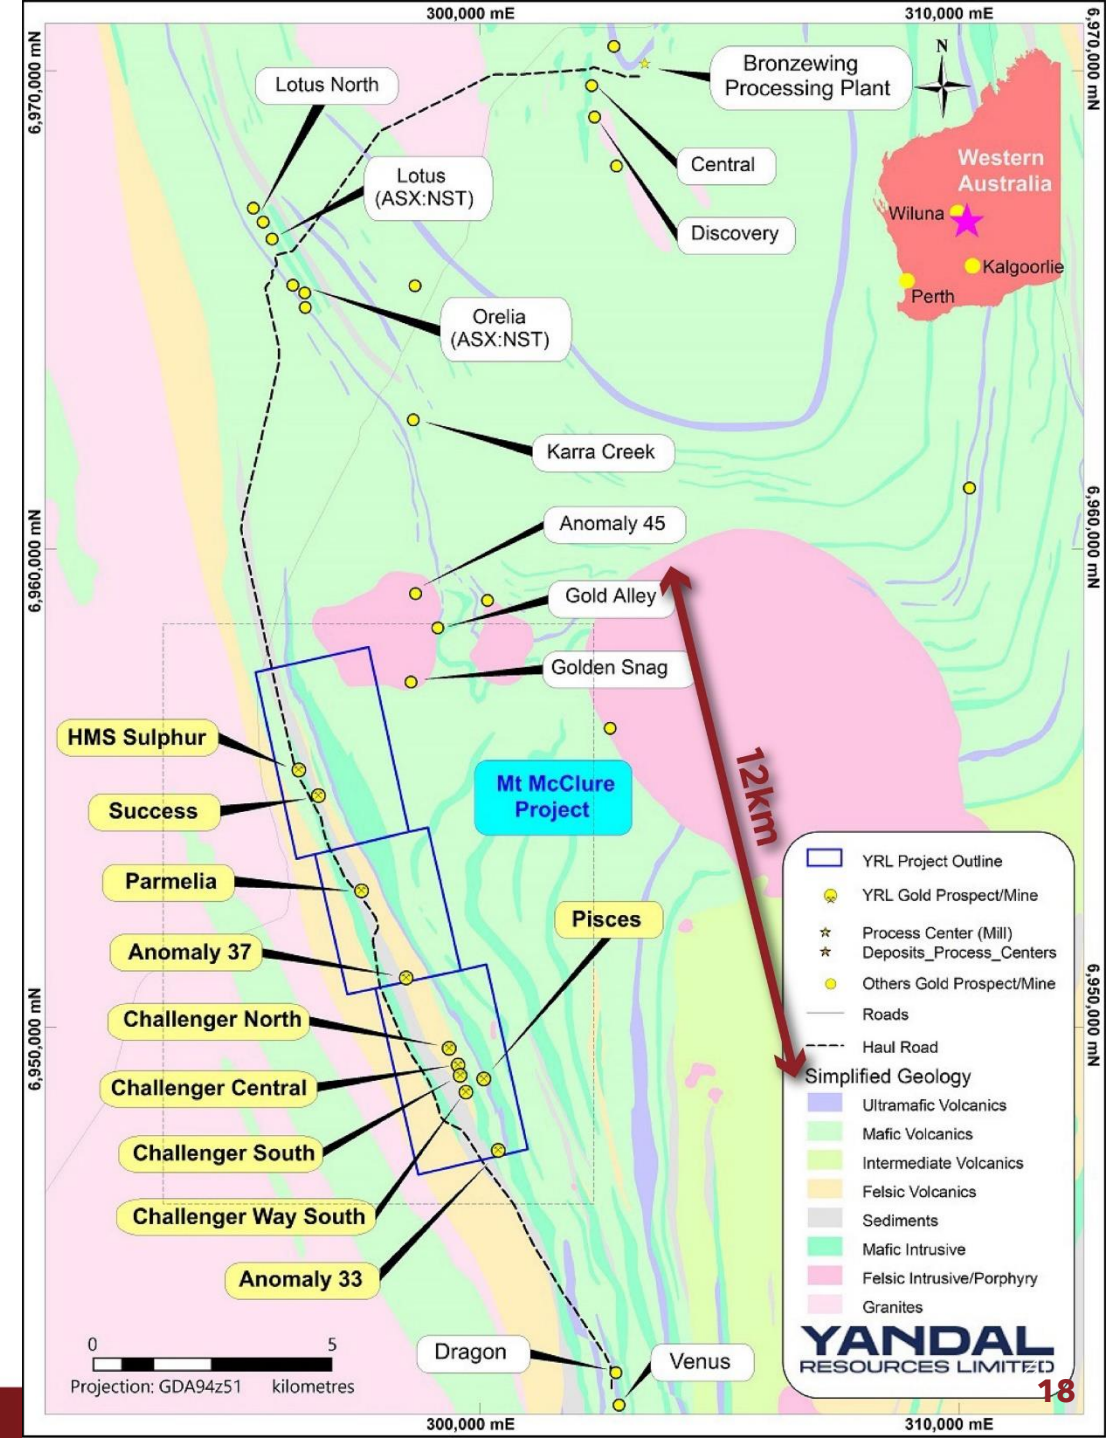 300,000 mE
310,000 mE
6,970,000 mN
6,970,000 mN
N
Bronzewing
Processing Plant
Lotus North
Central
Western
Australia
Lotus
(ASX:NST)
Wiluna
Discovery
Kalgoorlie
Perth
Orelia
(ASX:NST)
Karra Creek
6,960,000 mN
6,960,000 mN
Anomaly 45
Gold Alley
Golden Snag
HMS Sulphur
Mt McClure
Project
12km
Success
Parmelia
Pisces
Anomaly 37
Challenger North
6,950,000 mN
6,950,000 mN
Challenger Central
Challenger South
Challenger Way South
Anomaly 33
Dragon
Venus
YRL Project Outline
YRL Gold Prospect/Mine
Process Center (Mill)
Deposits_Process_Centers
Others Gold Prospect/Mine
Roads
Haul Road
Simplified Geology
Ultramafic Volcanics
Mafic Volcanics
Intermediate Volcanics
Felsic Volcanics
Sediments
Mafic Intrusive
Felsic Intrusive/Porphyry
Granites
YANDAL
RESOURCES LIMITED
0 5
Projection: GDA94z51 kilometres
18
300,000 mE
310,000 mE